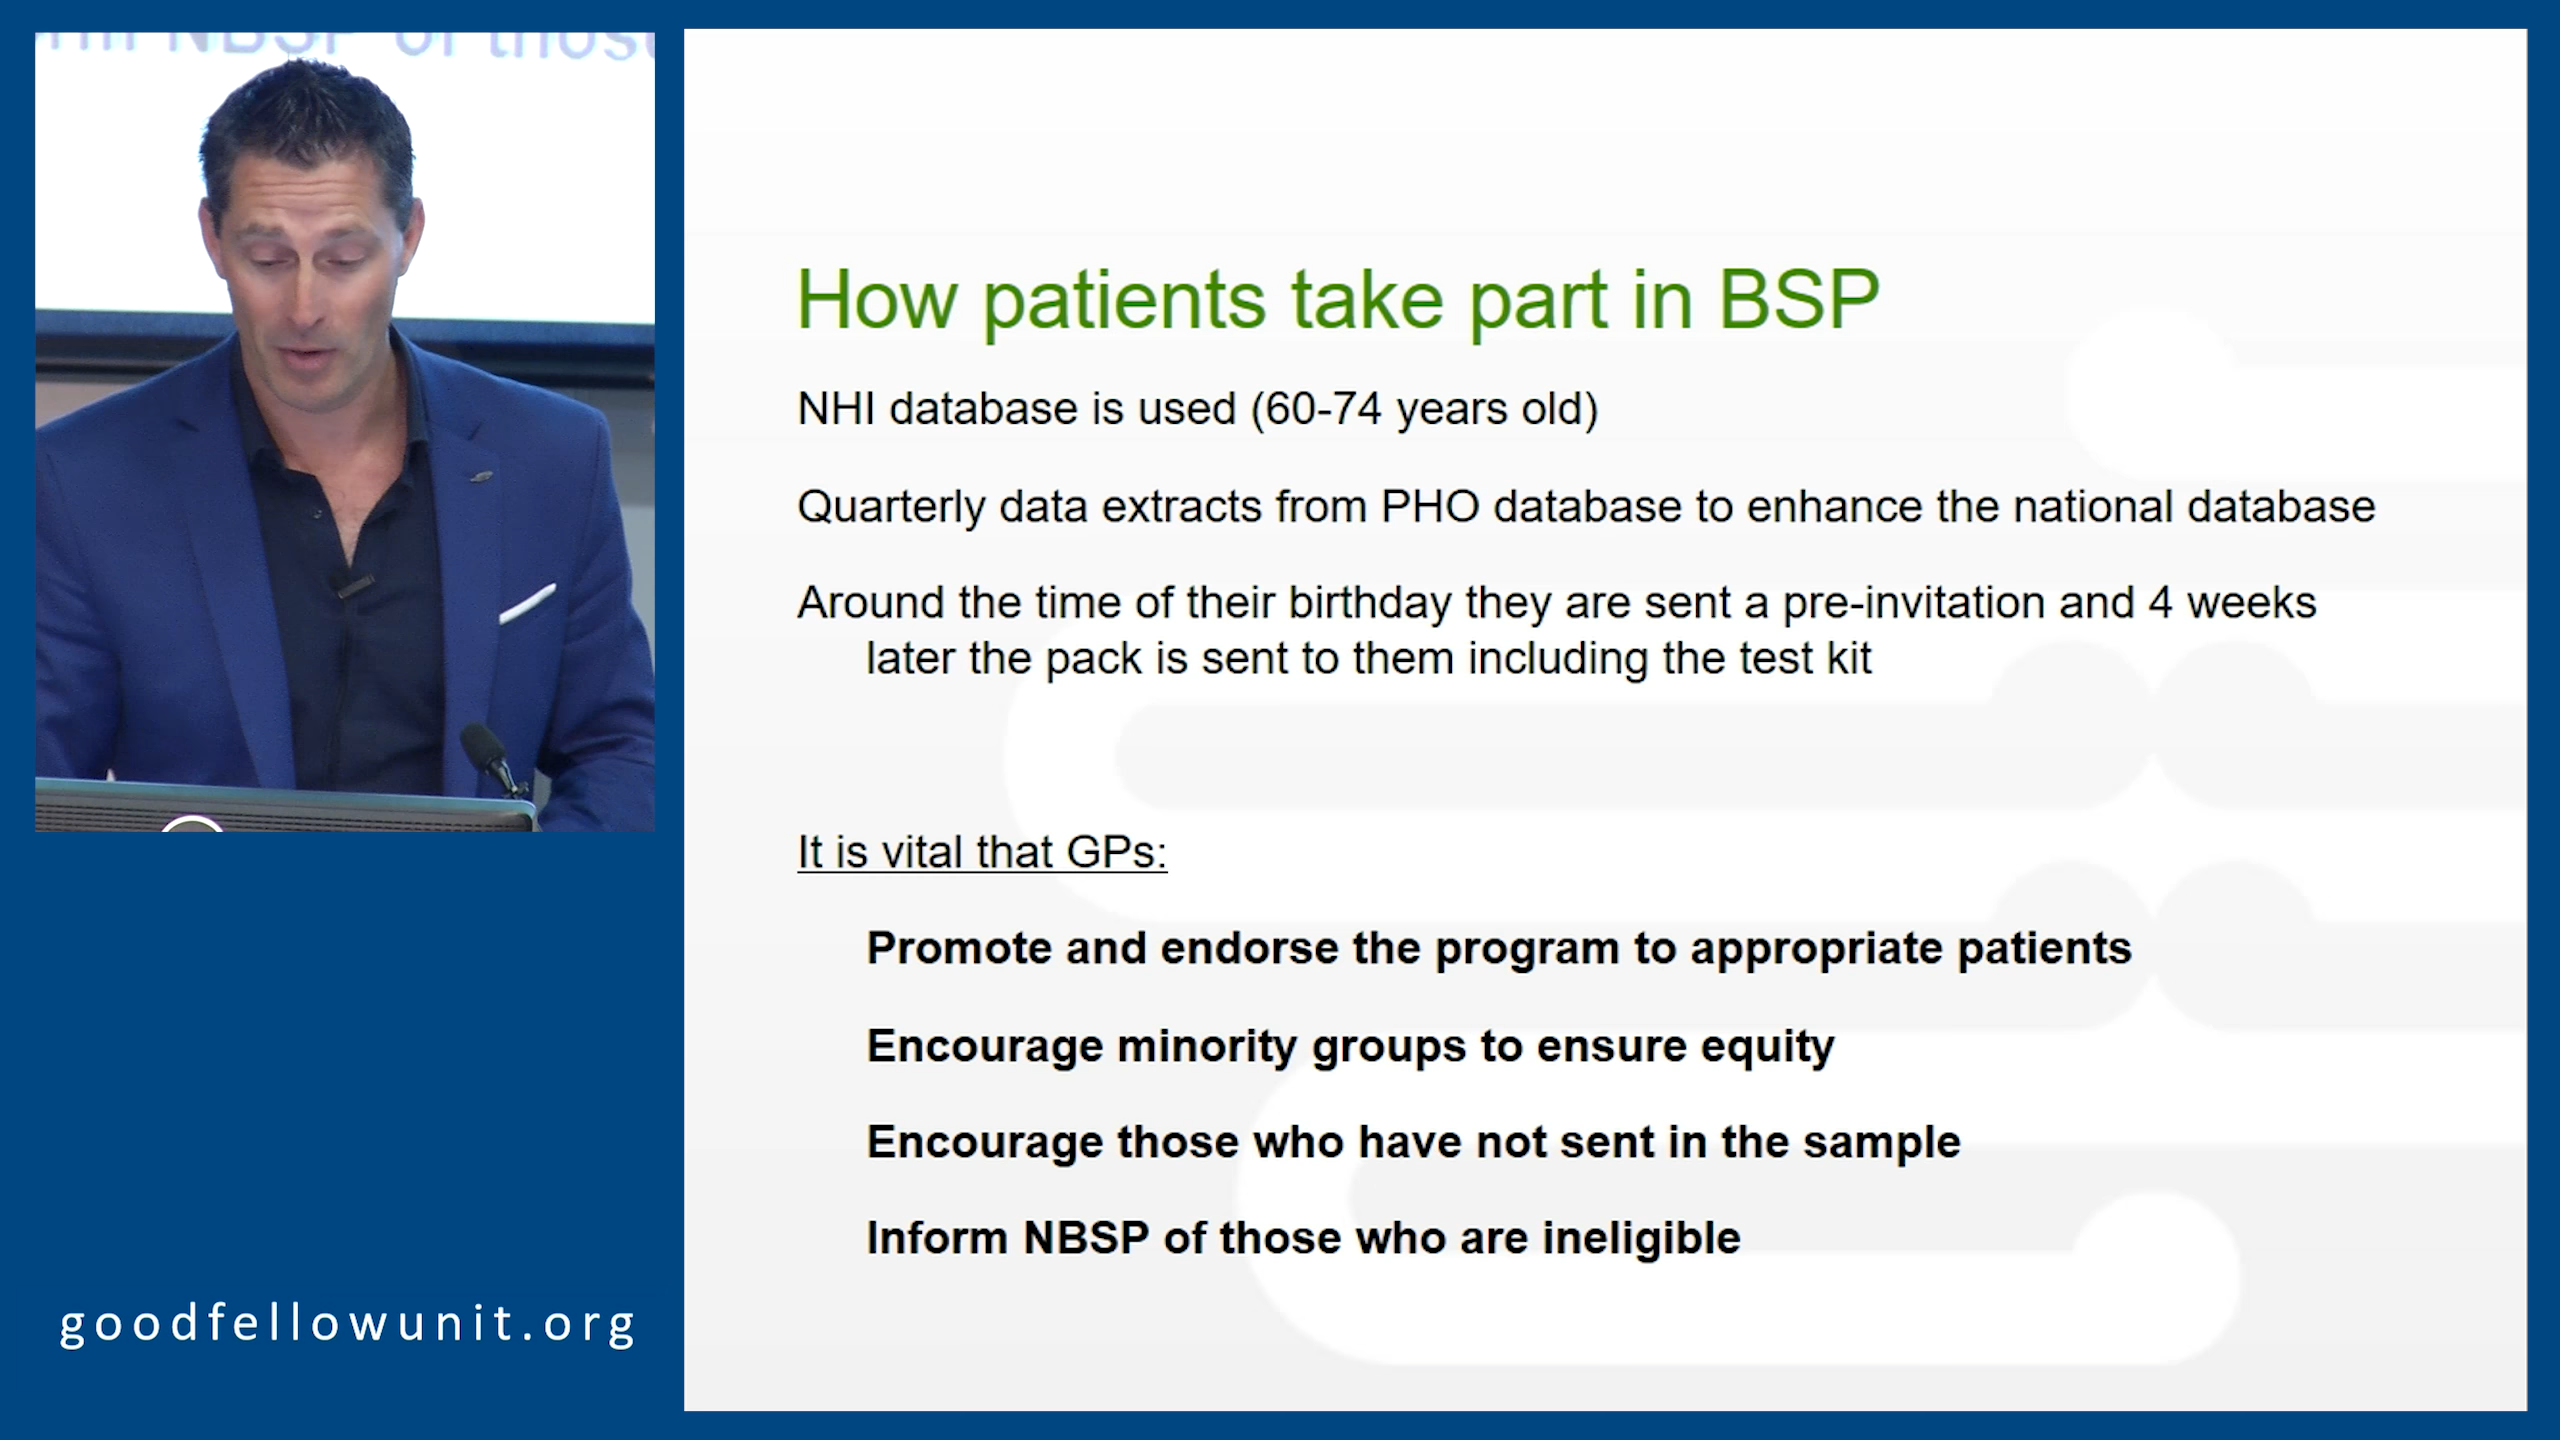 NBSP of those
How patients take part in BSP
NHI database is used (60-74 years old)
Quarterly data extracts from PHO database to enhance the national database
Around the time of their birthday they are sent a pre-invitation and 4 weeks
later the pack is sent to them including the test kit
It is vital that GPs:
Promote and endorse the program to appropriate patients
Encourage minority groups to ensure equity
Encourage those who have not sent in the sample
Inform NBSP of those who are ineligible
goodfellowunit.org